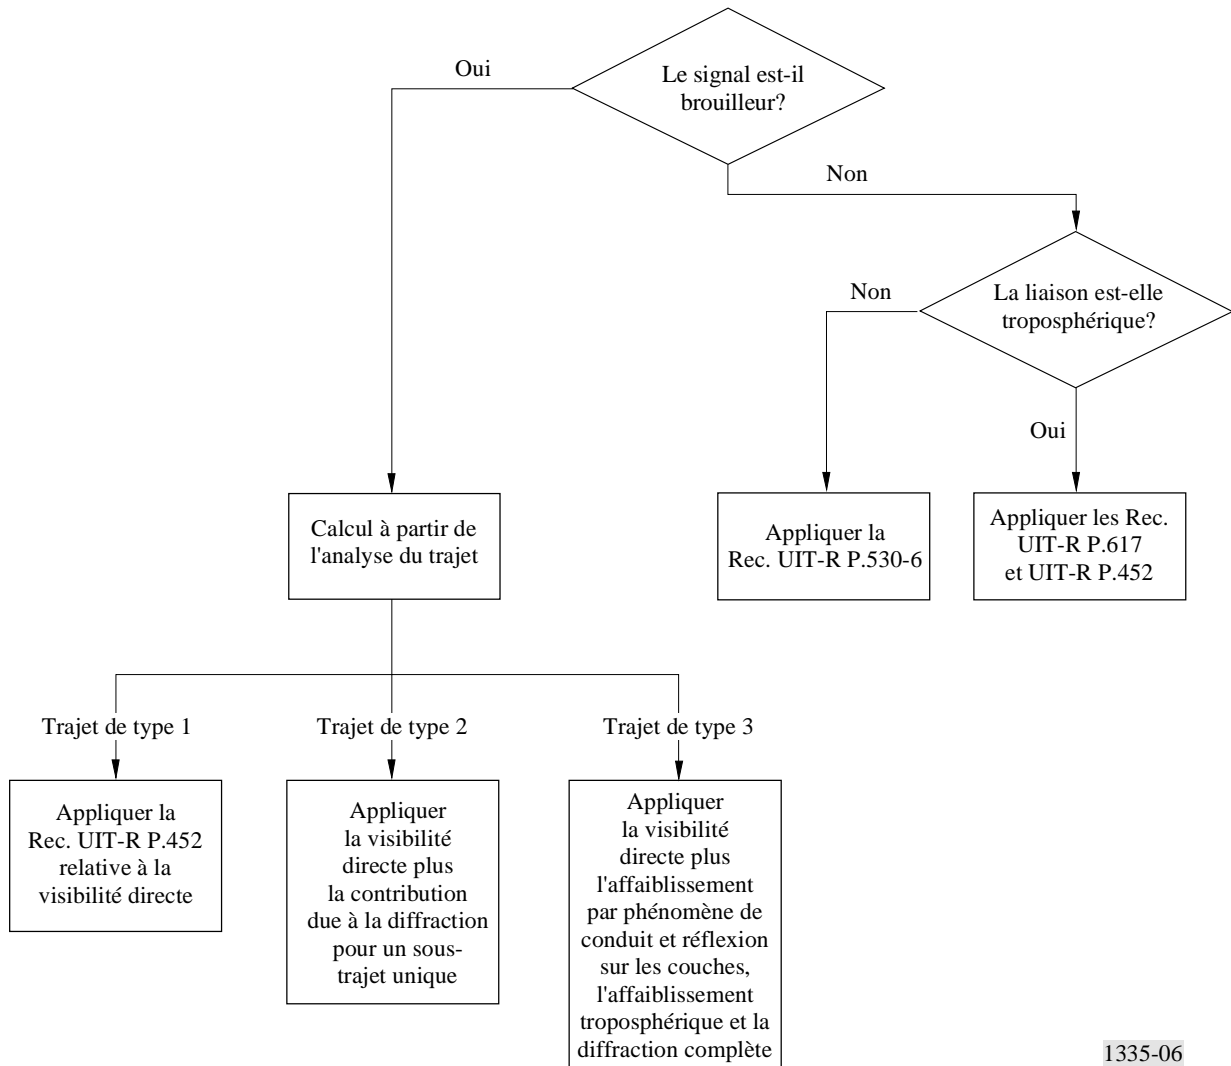 Le signal est-il
brouilleur?
Oui
Non
La liaison est-elle
troposphérique?
Non
Oui
Calcul à partir de
l'analyse du trajet
Appliquer la
Rec. UIT-R P.530-6
Appliquer les Rec.
UIT-R P.617
et UIT-R P.452
Trajet de type 1
Trajet de type 2
Trajet de type 3
Appliquer la
Rec. UIT-R P.452
relative à la
visibilité directe
Appliquer
la visibilité
directe plus
la contribution
due à la diffraction
pour un sous-
trajet unique
Appliquer
la visibilité
directe plus
l'affaiblissement
par phénomène de
conduit et réflexion
sur les couches,
l'affaiblissement
troposphérique et la
diffraction complète
1335-06